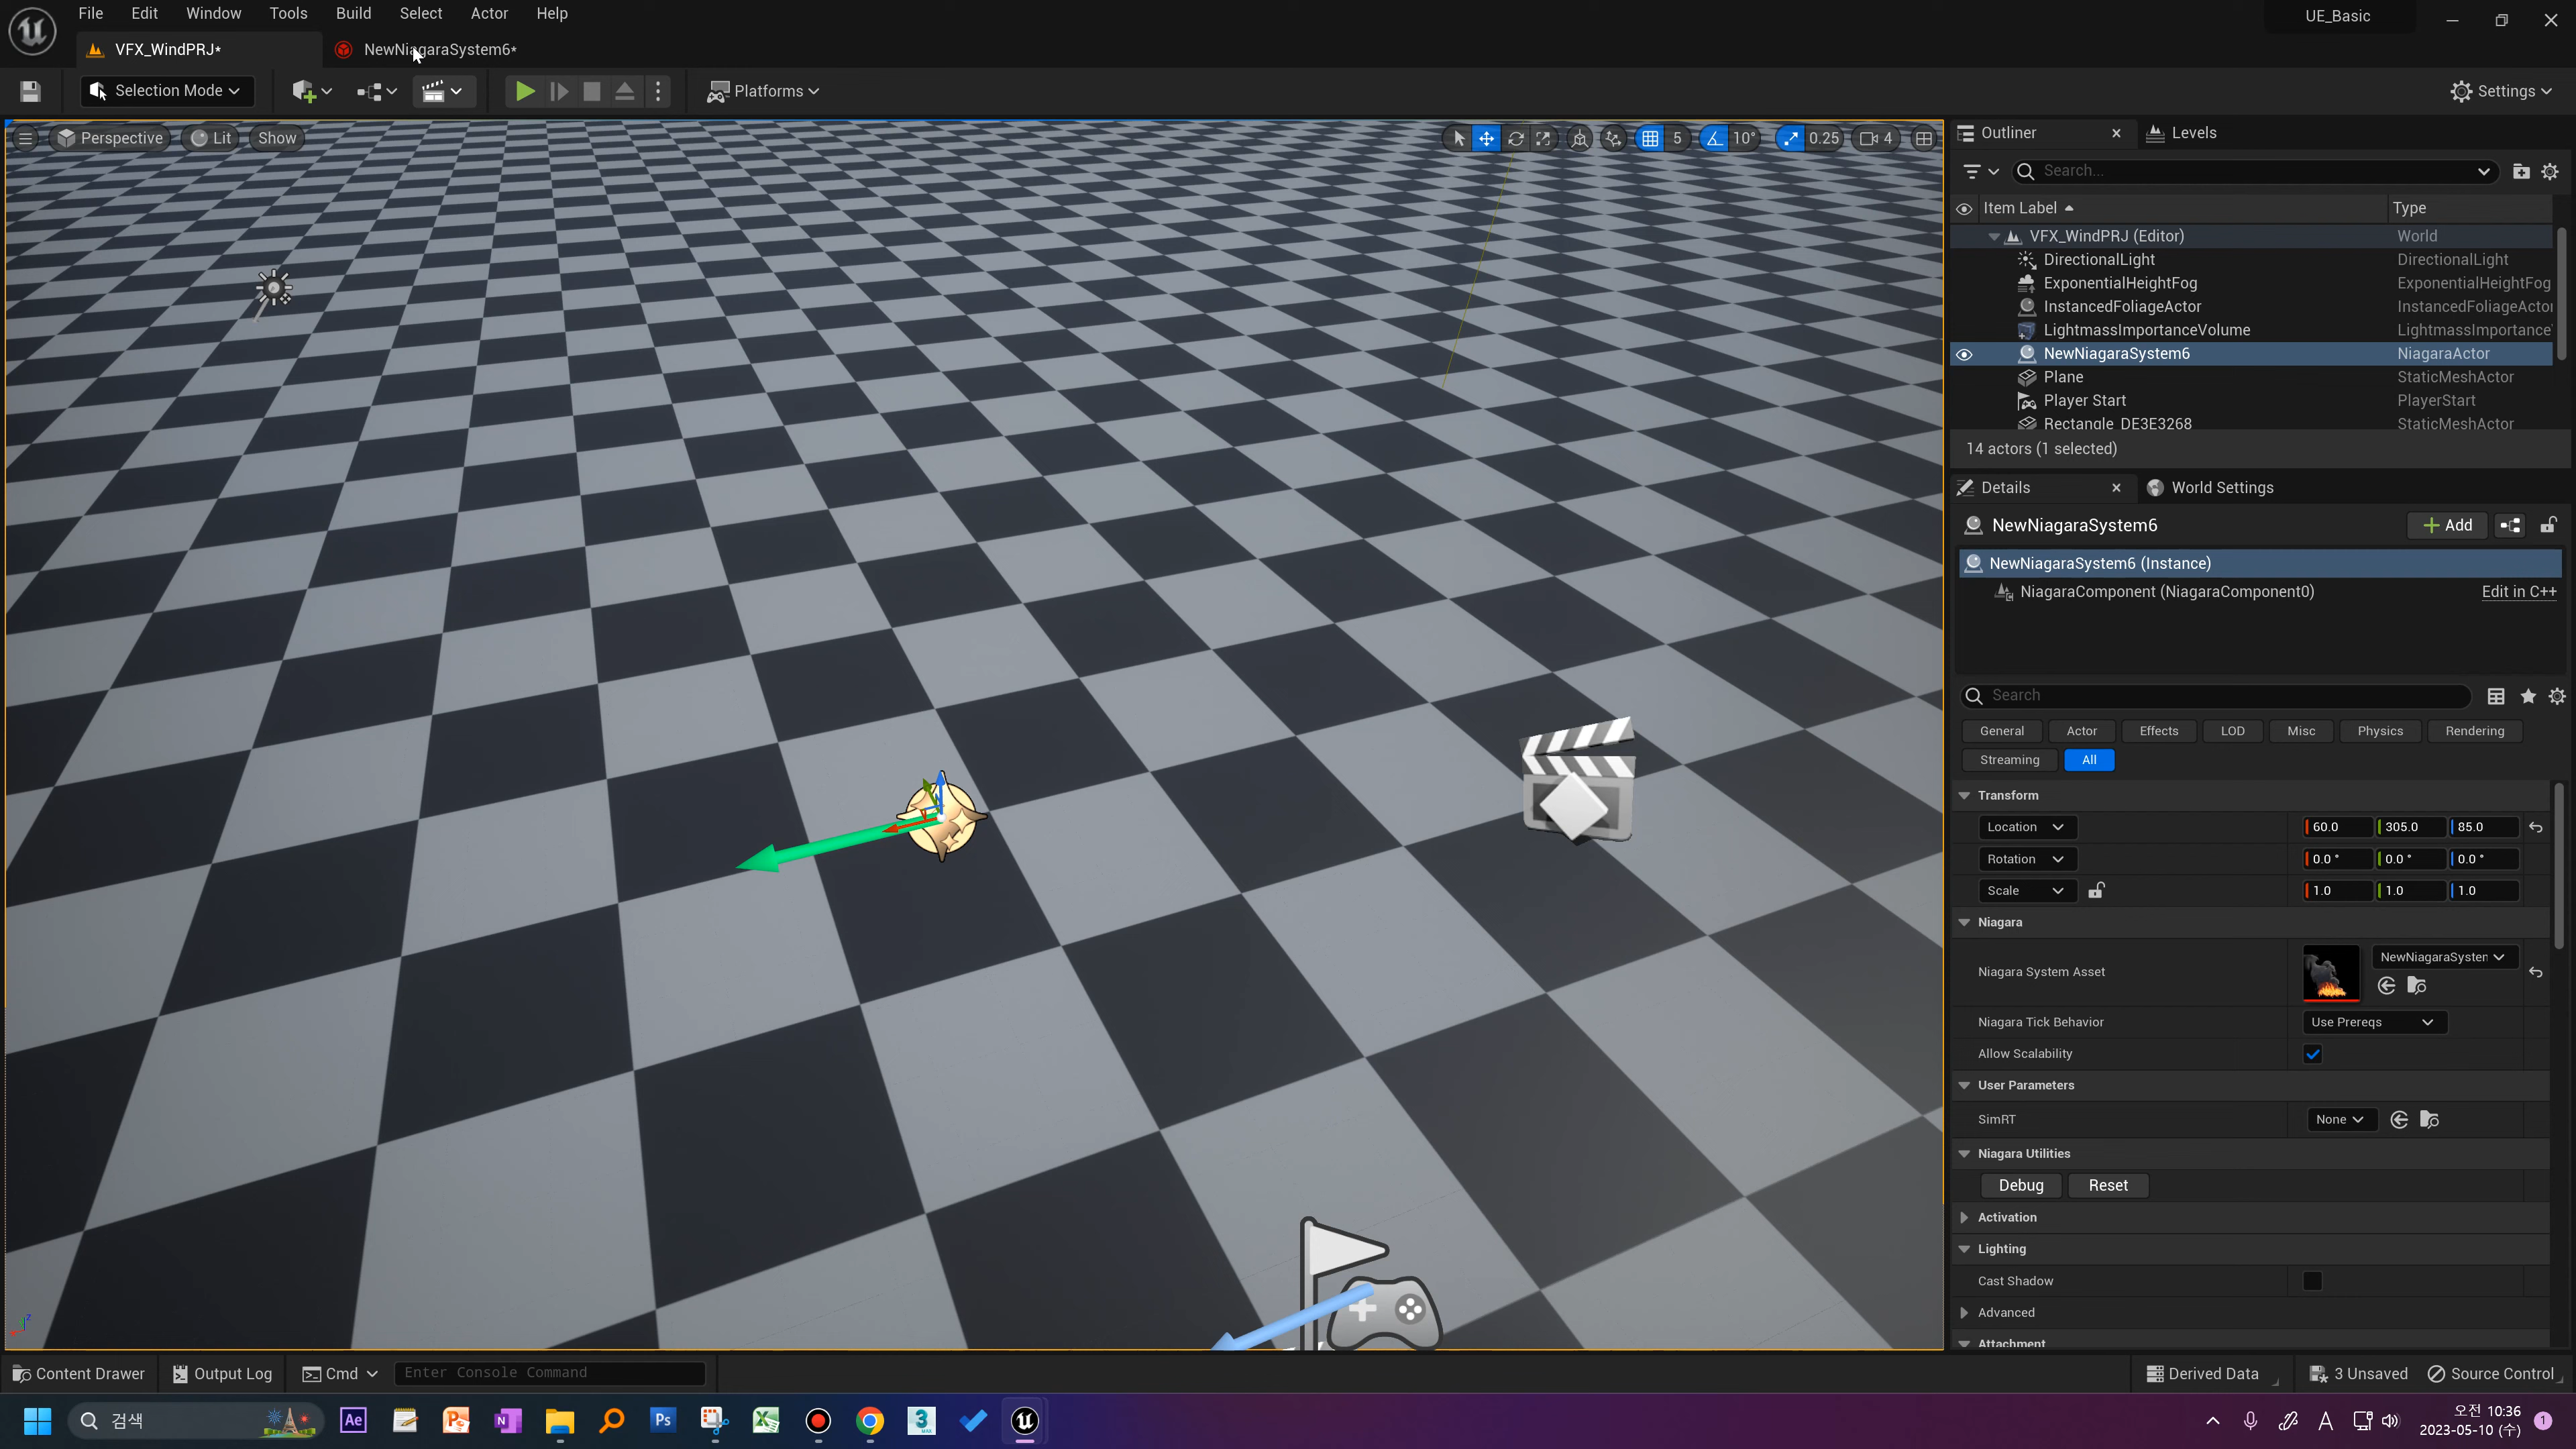 File Edit Window Tools Build Select Actor Help
UE_Basic
VFX_WindPRJ* NewNiagaraSystem6*
Selection Mode Platforms Settings
Perspective Lit Show 5 10° 0.25 4
Outliner Levels
Search...
Item Label Type
VFX_WindPRJ (Editor) World
DirectionalLight DirectionalLight
ExponentialHeightFog ExponentialHeightFog
InstancedFoliageActor InstancedFoliageActor
LightmassImportanceVolume LightmassImportance
NewNiagaraSystem6 NiagaraActor
Plane StaticMeshActor
Player Start PlayerStart
Rectangle_DE3E3268 StaticMeshActor
14 actors (1 selected)
Details World Settings
NewNiagaraSystem6 Add
NewNiagaraSystem6 (Instance)
NiagaraComponent (NiagaraComponent0) Edit in C++
Search
General Actor Effects LOD Misc Physics Rendering
Streaming All
Transform
Location 60.0 305.0 85.0
Rotation 0.0 ° 0.0 ° 0.0 °
Scale 1.0 1.0 1.0
Niagara
Niagara System Asset NewNiagaraSystem
Niagara Tick Behavior Use Prereqs
Allow Scalability
User Parameters
SimRT None
Niagara Utilities
Debug Reset
Activation
Lighting
Cast Shadow
Advanced
Attachment
Content Drawer Output Log Cmd Enter Console Command Derived Data 3 Unsaved Source Control
검색 Ae Ps 3 A 오전 10:36
2023-05-10 (수) 1